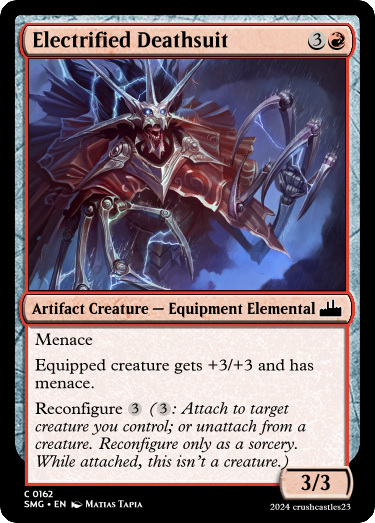 Electrified Deathsuit 3
Artifact Creature — Equipment Elemental
Menace
Equipped creature gets +3/+3 and has
menace.
Reconfigure 3 (3: Attach to target
creature you control; or unattach from a
creature. Reconfigure only as a sorcery.
While attached, this isn't a creature.)
3/3
C 0162
SMG • EN Matias Tapia
2024 crushcastles23